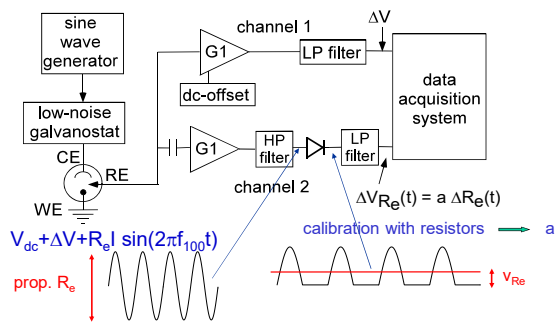 sine
wave
generator
low-noise
galvanostat
CE
RE
WE
channel 1
G1
dc-offset
LP filter
ΔV
data
acquisition
system
G1
HP
filter
LP
filter
channel 2
ΔV_Re(t) = a ΔR_e(t)
V_dc+ΔV+R_eI sin(2πf_100t)
calibration with resistors a
prop. R_e
v_Re